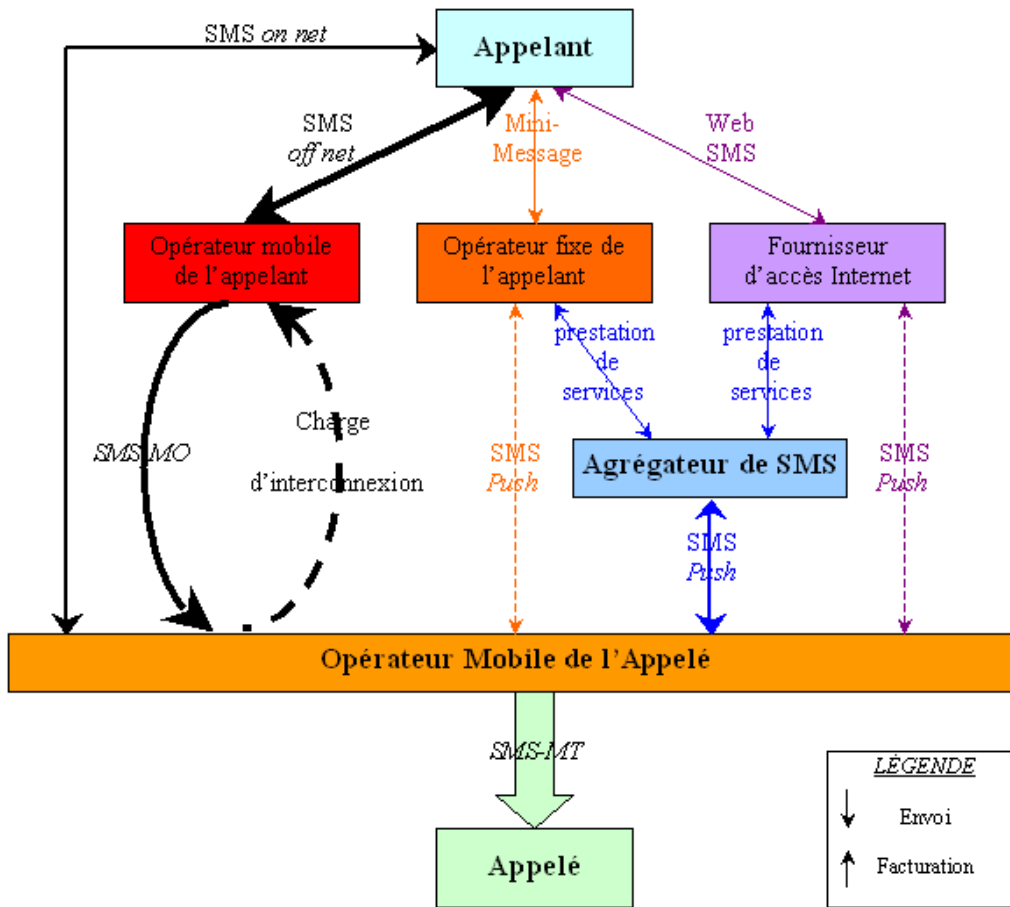 SMS on net
Appelant
SMS
off net
Mini-
Message
Web
SMS
Opérateur mobile
de l'appelant
Opérateur fixe de
l'appelant
Fournisseur
d'accès Internet
prestation
de
services
prestation
de
services
Charge
d'interconnexion
SMS-MO
SMS
Push
Agrégateur de SMS
SMS
Push
SMS
Push
Opérateur Mobile de l'Appelé
SMS-MT
Appelé
LÉGENDE
Envoi
Facturation